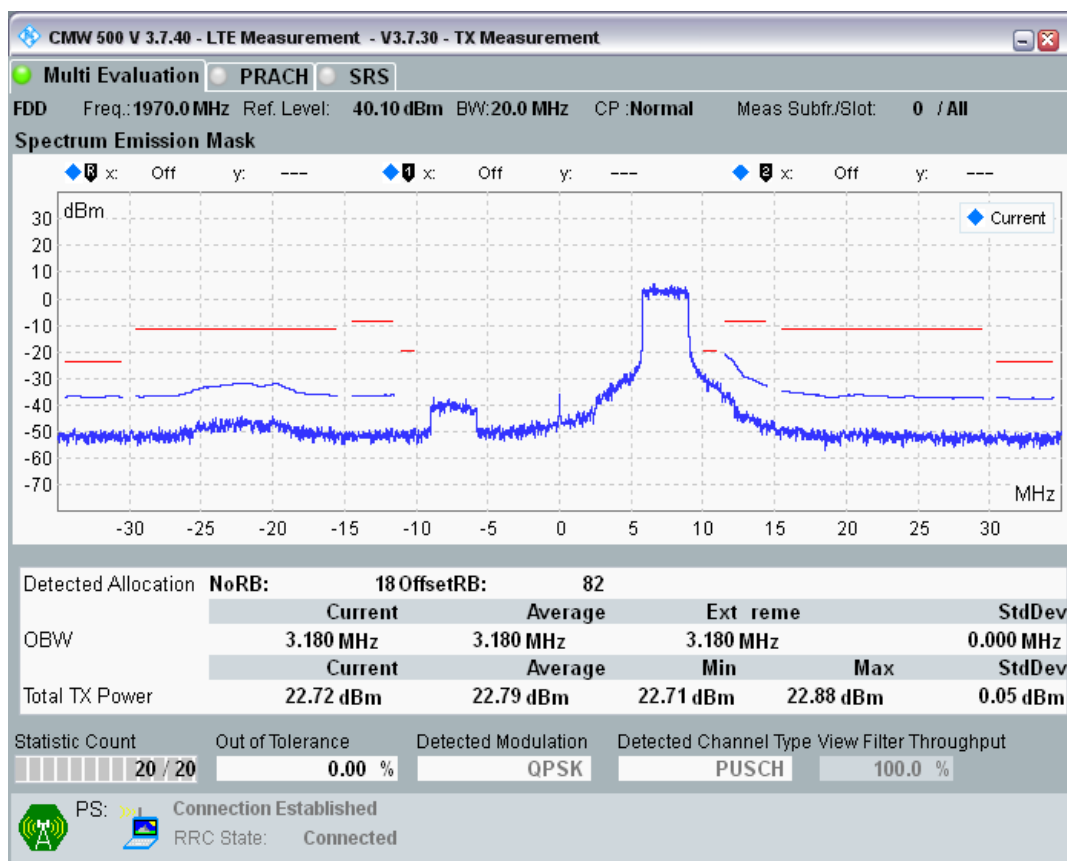 CMW 500 V 3.7.40 - LTE Measurement - V3.7.30 - TX Measurement
Multi Evaluation PRACH SRS
FDD Freq.: 1970.0 MHz Ref. Level: 40.10 dBm BW: 20.0 MHz CP :Normal Meas Subfr./Slot: 0 / All
Spectrum Emission Mask
R x: Off y: --- 1 x: Off y: --- 2 x: Off y: ---
dBm
Current
30
20
10
0
-10
-20
-30
-40
-50
-60
-70
MHz
-30 -25 -20 -15 -10 -5 0 5 10 15 20 25 30
Detected Allocation NoRB: 18 OffsetRB: 82
Current Average Ext reme StdDev
OBW 3.180 MHz 3.180 MHz 3.180 MHz 0.000 MHz
Current Average Min Max StdDev
Total TX Power 22.72 dBm 22.79 dBm 22.71 dBm 22.88 dBm 0.05 dBm
Statistic Count Out of Tolerance Detected Modulation Detected Channel Type View Filter Throughput
20 / 20 0.00 % QPSK PUSCH 100.0 %
PS: Connection Established
RRC State: Connected